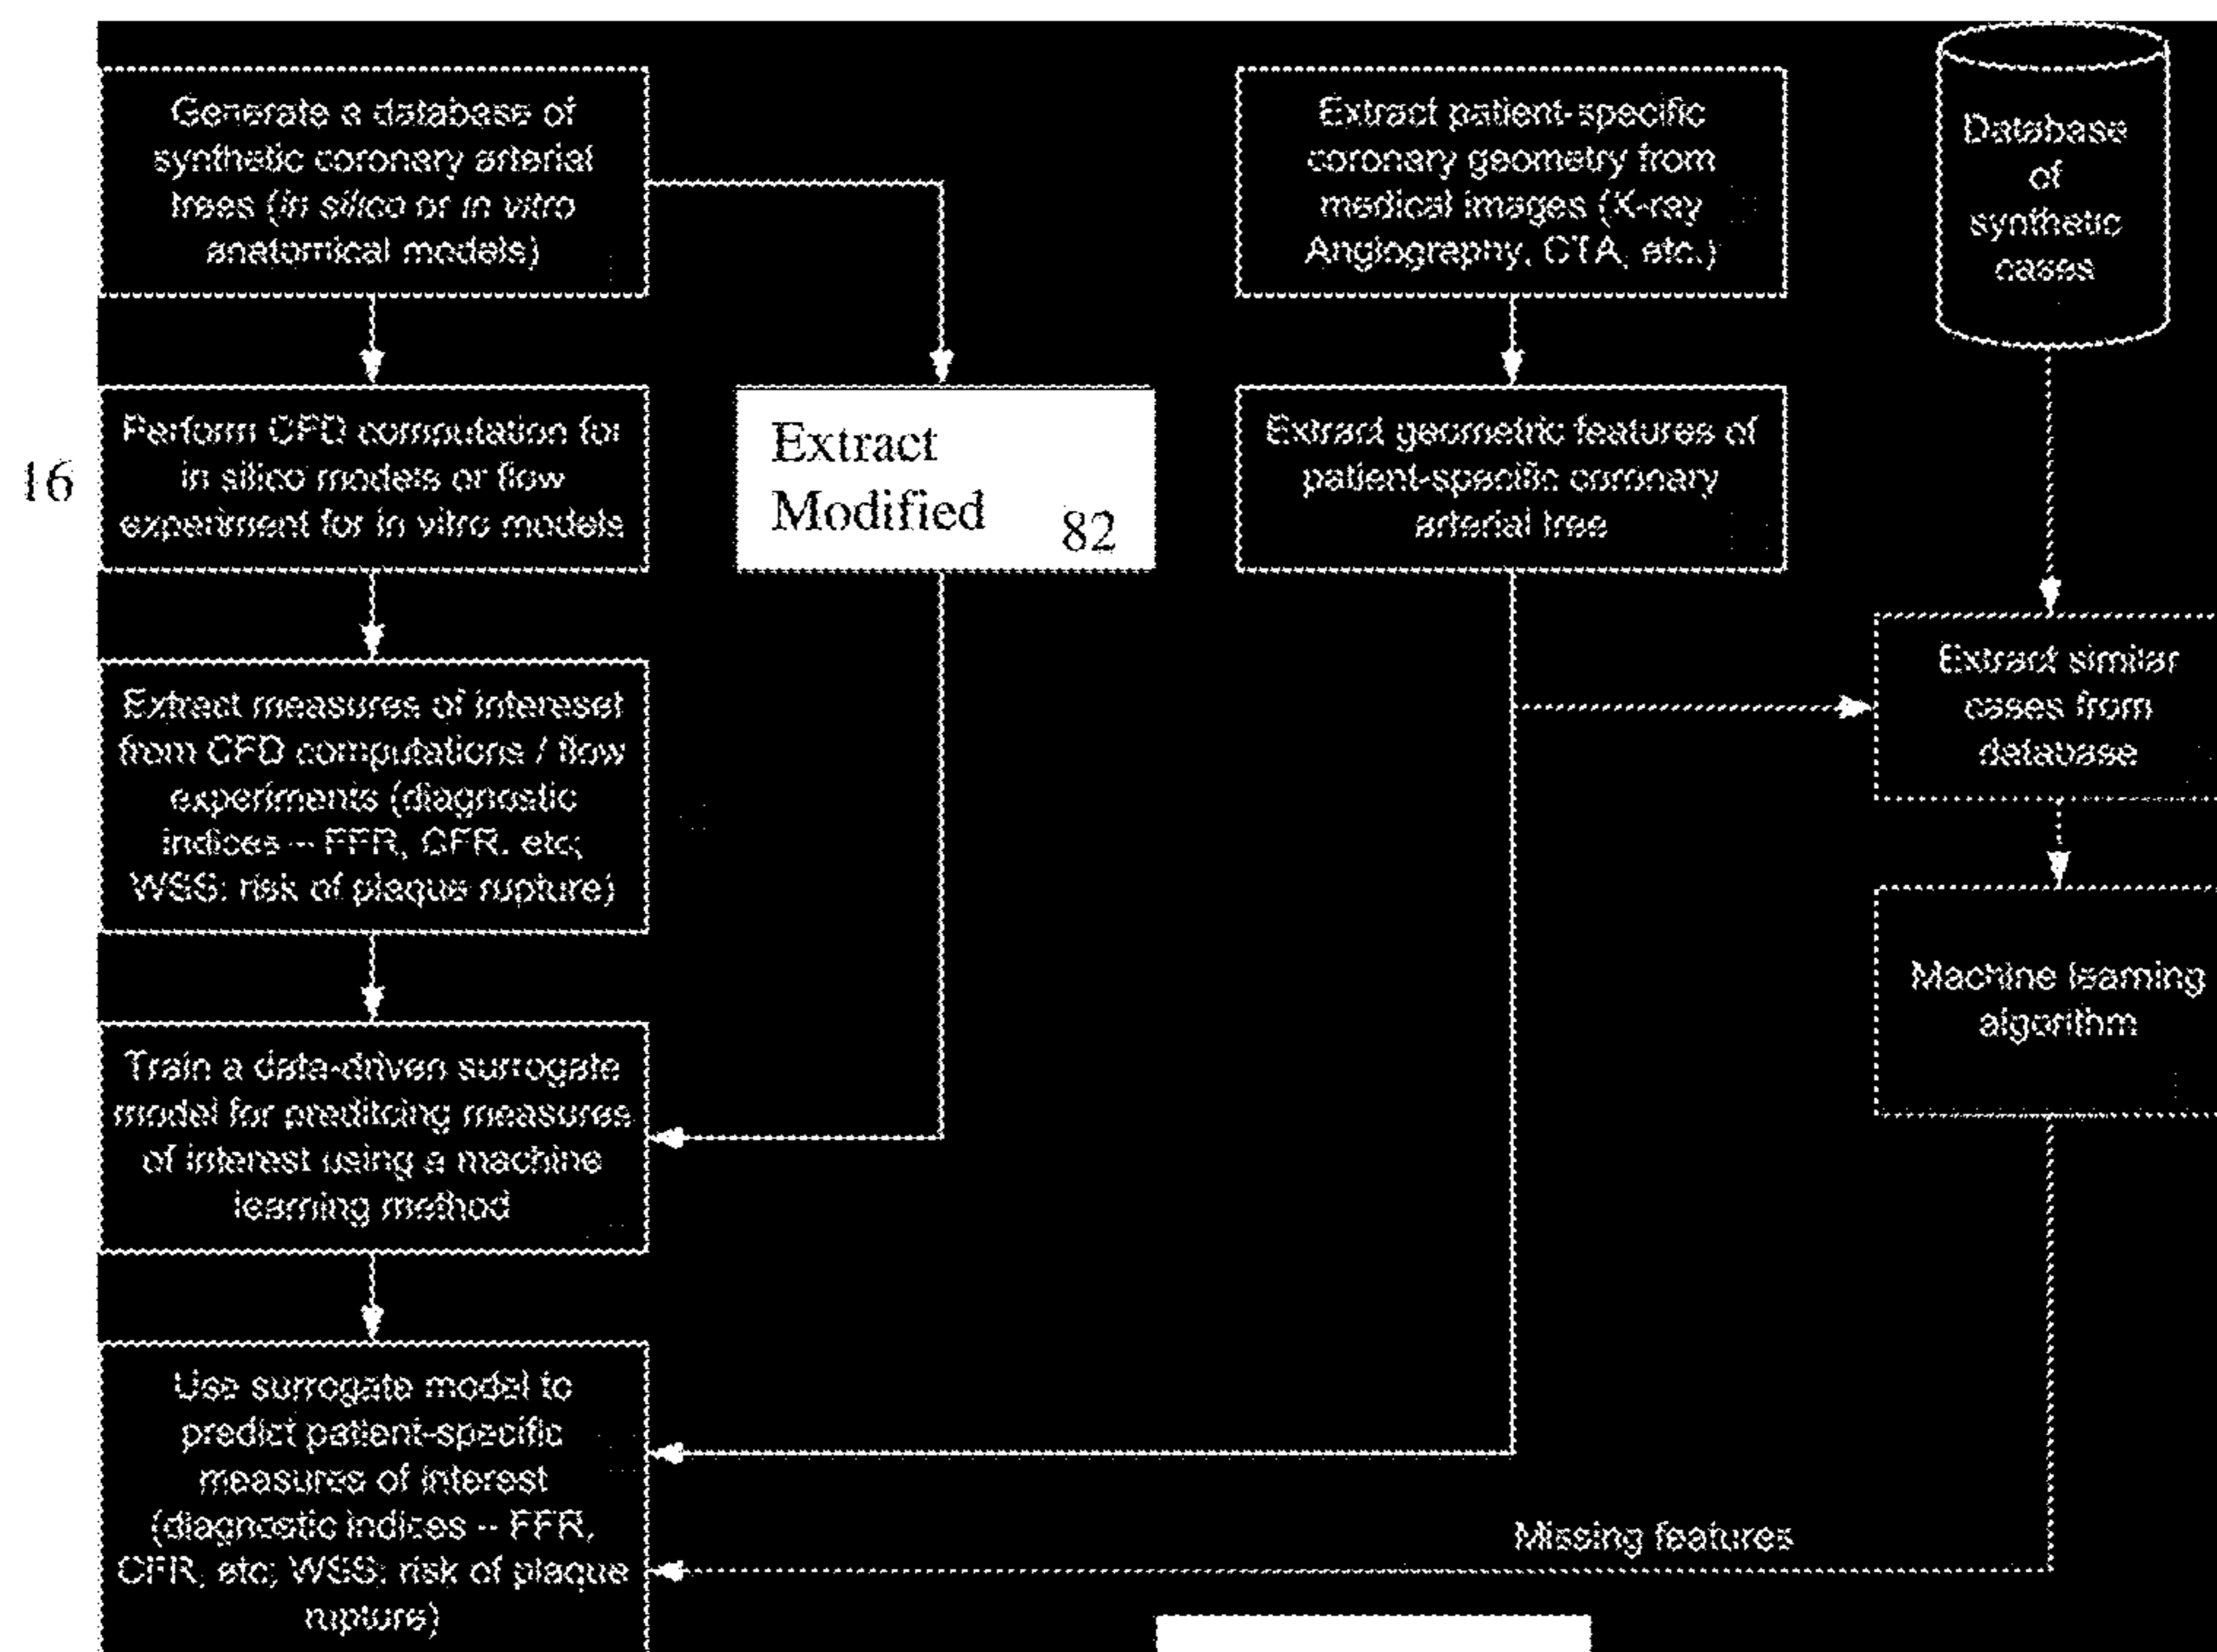 Generate a database of
synthetic coronary arterial
trees (in silico or in vitro
anatomical models)
16
Perform CFD computation for
in silico models or flow
experiment for in vitro models
Extract measures of intereset
from CFD computations / flow
experiments (diagnostic
indices -- FFR, CFR. etc;
WSS; risk of plaque rupture)
Train a data-driven surrogate
model for preditcing measures
of interest using a machine
learning method
Use surrogate model to
predict patient-specific
measures of interest
(diagnostic indices -- FFR,
CFR, etc; WSS; risk of plaque
rupture)
Extract
Modified 82
Extract patient-specific
coronary geometry from
medical images (X-ray
Angiography, CTA, etc.)
Extract geometric features of
patient-specific coronary
arterial tree
Database
of
synthetic
cases
Extract similar
cases from
database
Machine learning
algorithm
Missing features